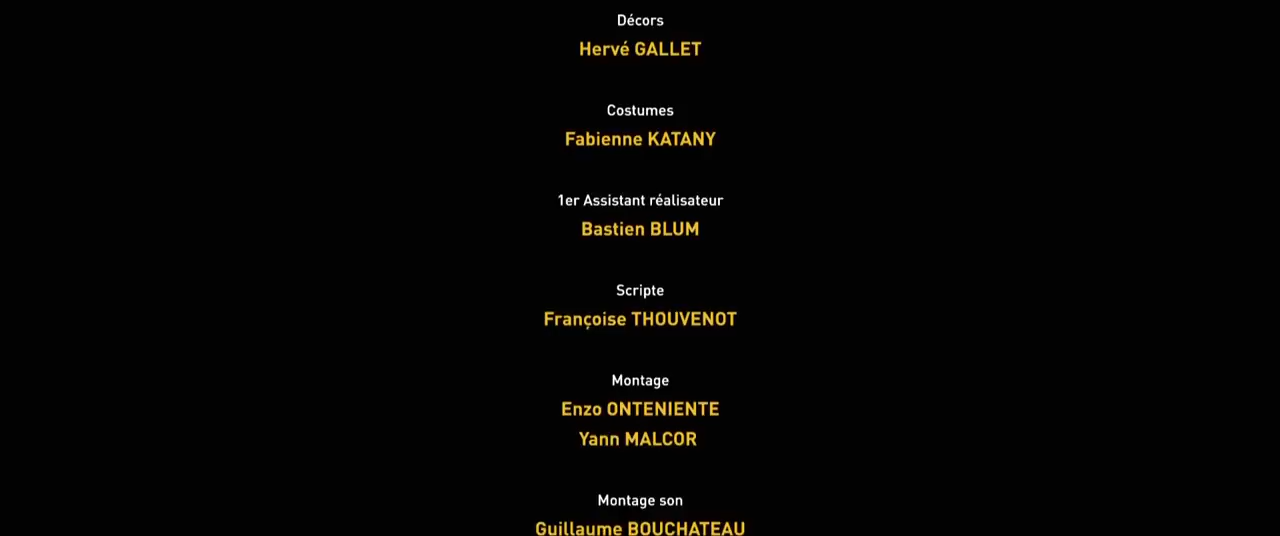 Décors
Hervé GALLET
Costumes
Fabienne KATANY
1er Assistant réalisateur
Bastien BLUM
Scripte
Françoise THOUVENOT
Montage
Enzo ONTENIENTE
Yann MALCOR
Montage son
Guillaume BOUCHATEAU